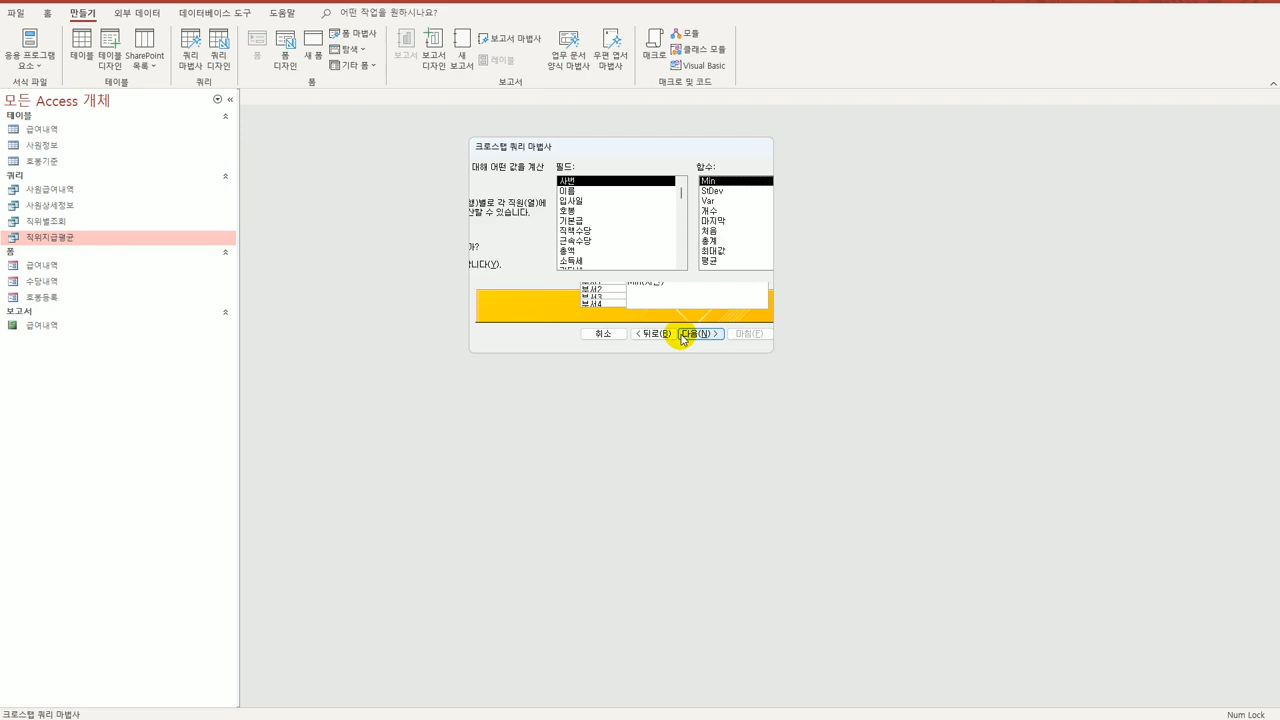 파일 홈 만들기 외부 데이터 데이터베이스 도구 도움말 어떤 작업을 원하시나요?
응용 프로그램 요소
서식 파일
테이블
테이블 디자인
SharePoint 목록
테이블
쿼리 마법사
쿼리 디자인
쿼리
폼
폼 디자인
새 폼
폼 마법사
탐색
기타 폼
폼
보고서
보고서 디자인
새 보고서
보고서 마법사
레이블
업무 문서 양식 마법사
우편 엽서 마법사
보고서
매크로
모듈
클래스 모듈
Visual Basic
매크로 및 코드
모든 Access 개체
테이블
급여내역
사원정보
호봉기준
쿼리
사원급여내역
사원상세정보
직위별조회
직위지급평균
폼
급여내역
수당내역
호봉등록
보고서
급여내역
크로스탭 쿼리 마법사
대해 어떤 값을 계산
별로 각 직원(열)에
산할 수 있습니다.
까?
합니다(Y).
필드:
사번
이름
입사일
호봉
기본급
직책수당
근속수당
총액
소득세
함수:
Min
StDev
Var
개수
마지막
처음
총계
최대값
평균
부서2
부서3
부서4
취소 < 뒤로(B) 다음(N) > 마침(F)
크로스탭 쿼리 마법사
Num Lock